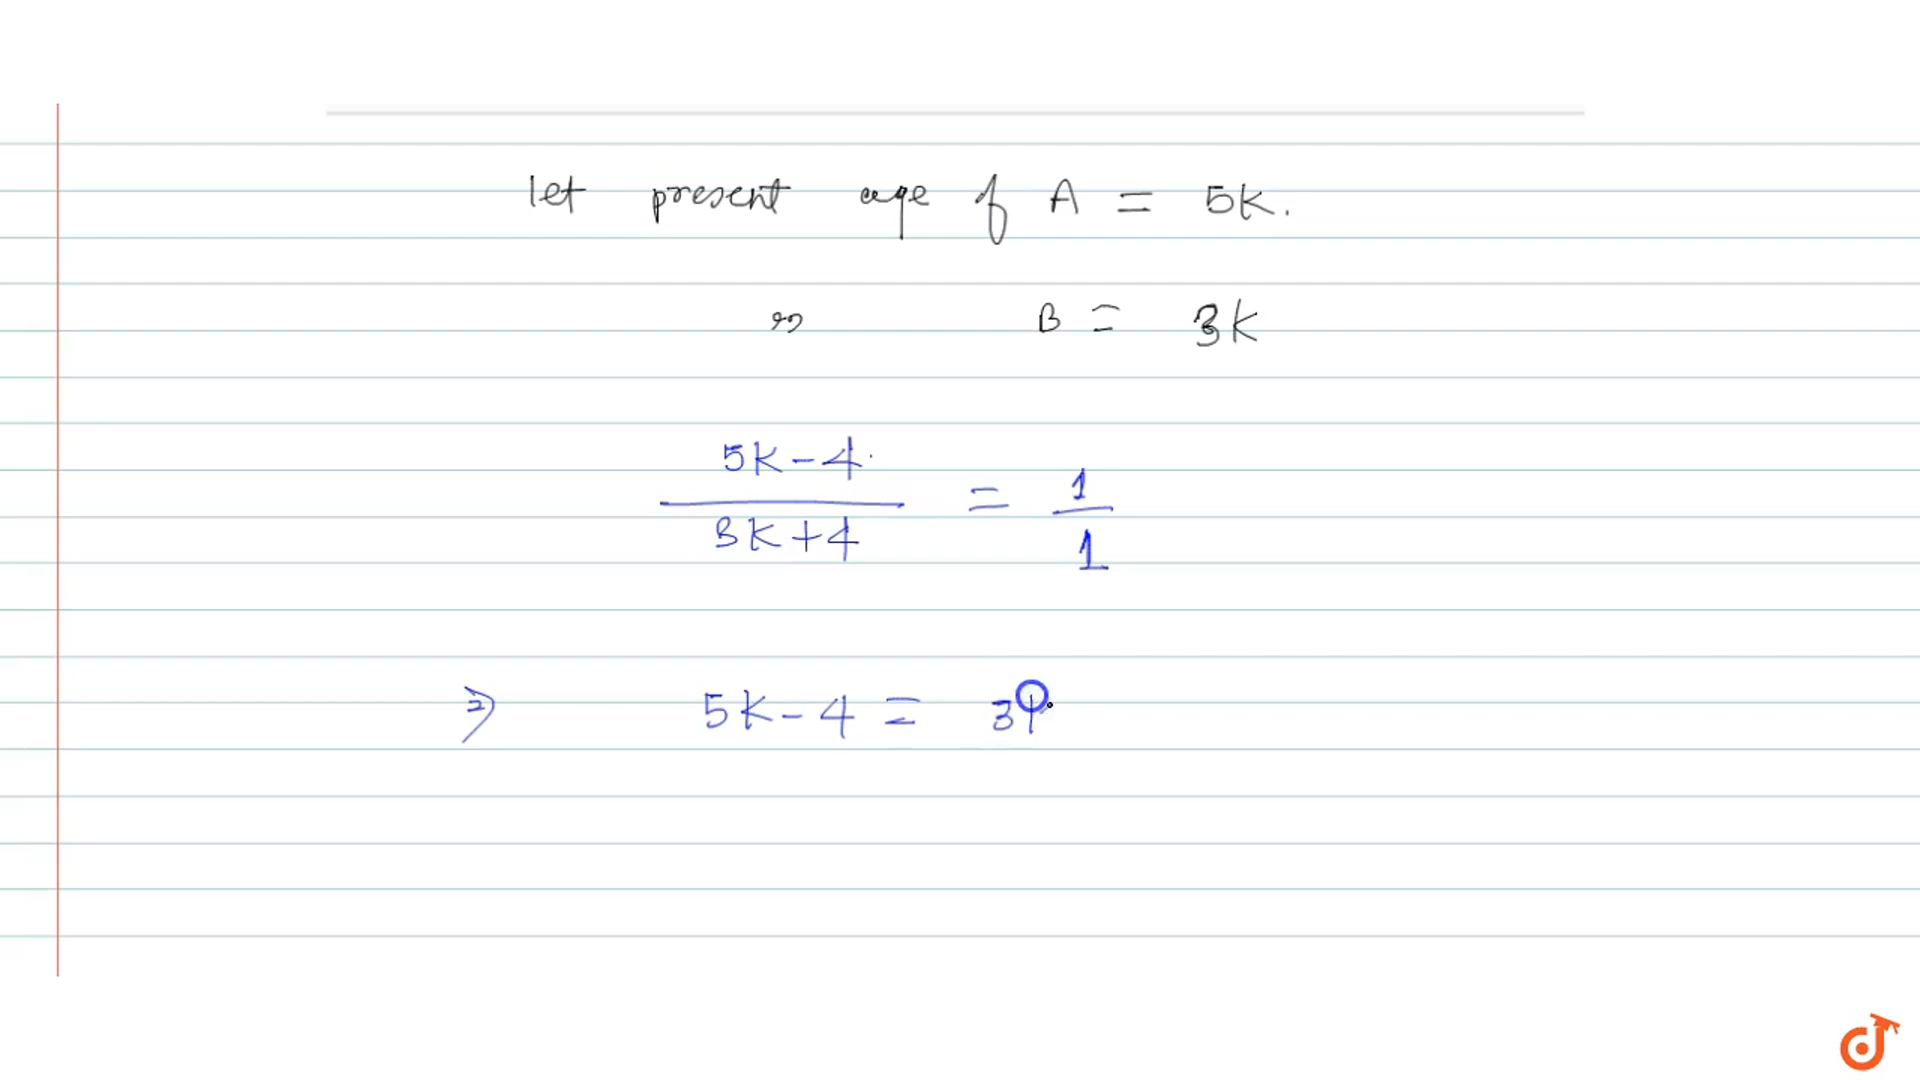 let present age of A = 5K.
" B = 3K
5K-4
3K+4
= 1
1
⇒ 5K-4 = 3